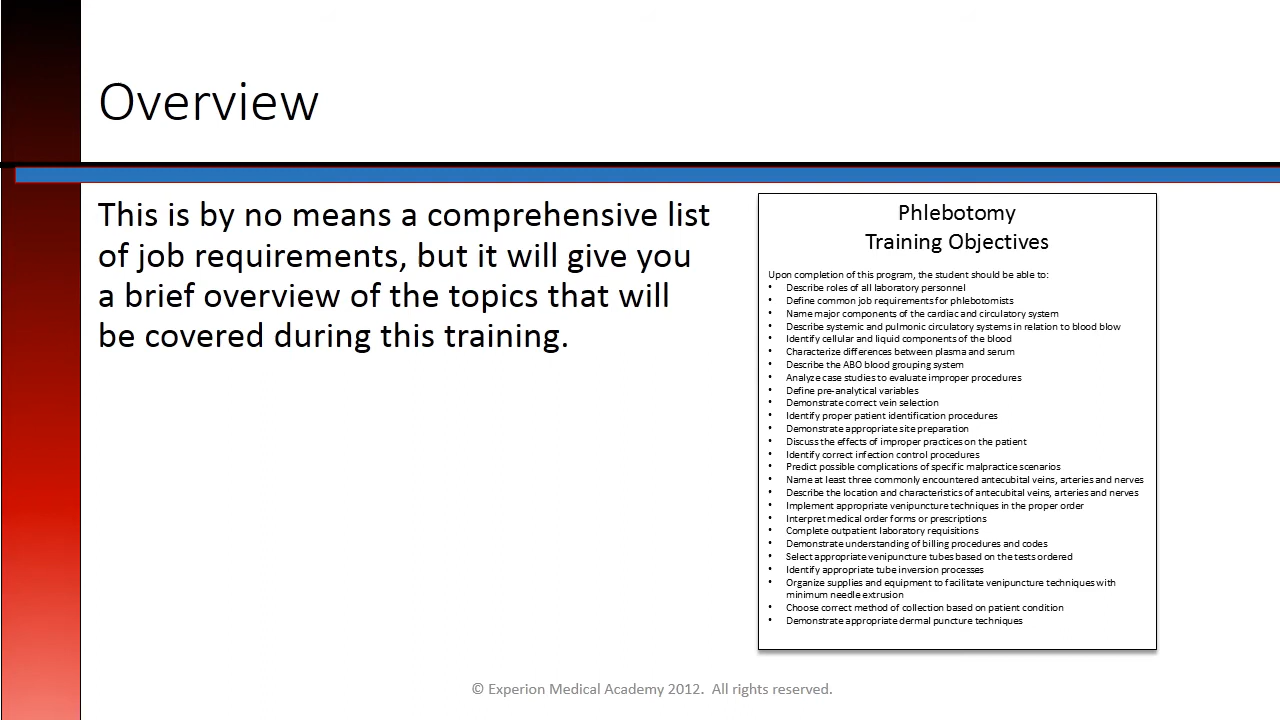 Overview
This is by no means a comprehensive list
of job requirements, but it will give you
a brief overview of the topics that will
be covered during this training.
Phlebotomy
Training Objectives
Upon completion of this program, the student should be able to:
• Describe roles of all laboratory personnel
• Define common job requirements for phlebotomists
• Name major components of the cardiac and circulatory system
• Describe systemic and pulmonic circulatory systems in relation to blood blow
• Identify cellular and liquid components of the blood
• Characterize differences between plasma and serum
• Describe the ABO blood grouping system
• Analyze case studies to evaluate improper procedures
• Define pre-analytical variables
• Demonstrate correct vein selection
• Identify proper patient identification procedures
• Demonstrate appropriate site preparation
• Discuss the effects of improper practices on the patient
• Identify correct infection control procedures
• Predict possible complications of specific malpractice scenarios
• Name at least three commonly encountered antecubital veins, arteries and nerves
• Describe the location and characteristics of antecubital veins, arteries and nerves
• Implement appropriate venipuncture techniques in the proper order
• Interpret medical order forms or prescriptions
• Complete outpatient laboratory requisitions
• Demonstrate understanding of billing procedures and codes
• Select appropriate venipuncture tubes based on the tests ordered
• Identify appropriate tube inversion processes
• Organize supplies and equipment to facilitate venipuncture techniques with
minimum needle extrusion
• Choose correct method of collection based on patient condition
• Demonstrate appropriate dermal puncture techniques
© Experion Medical Academy 2012. All rights reserved.